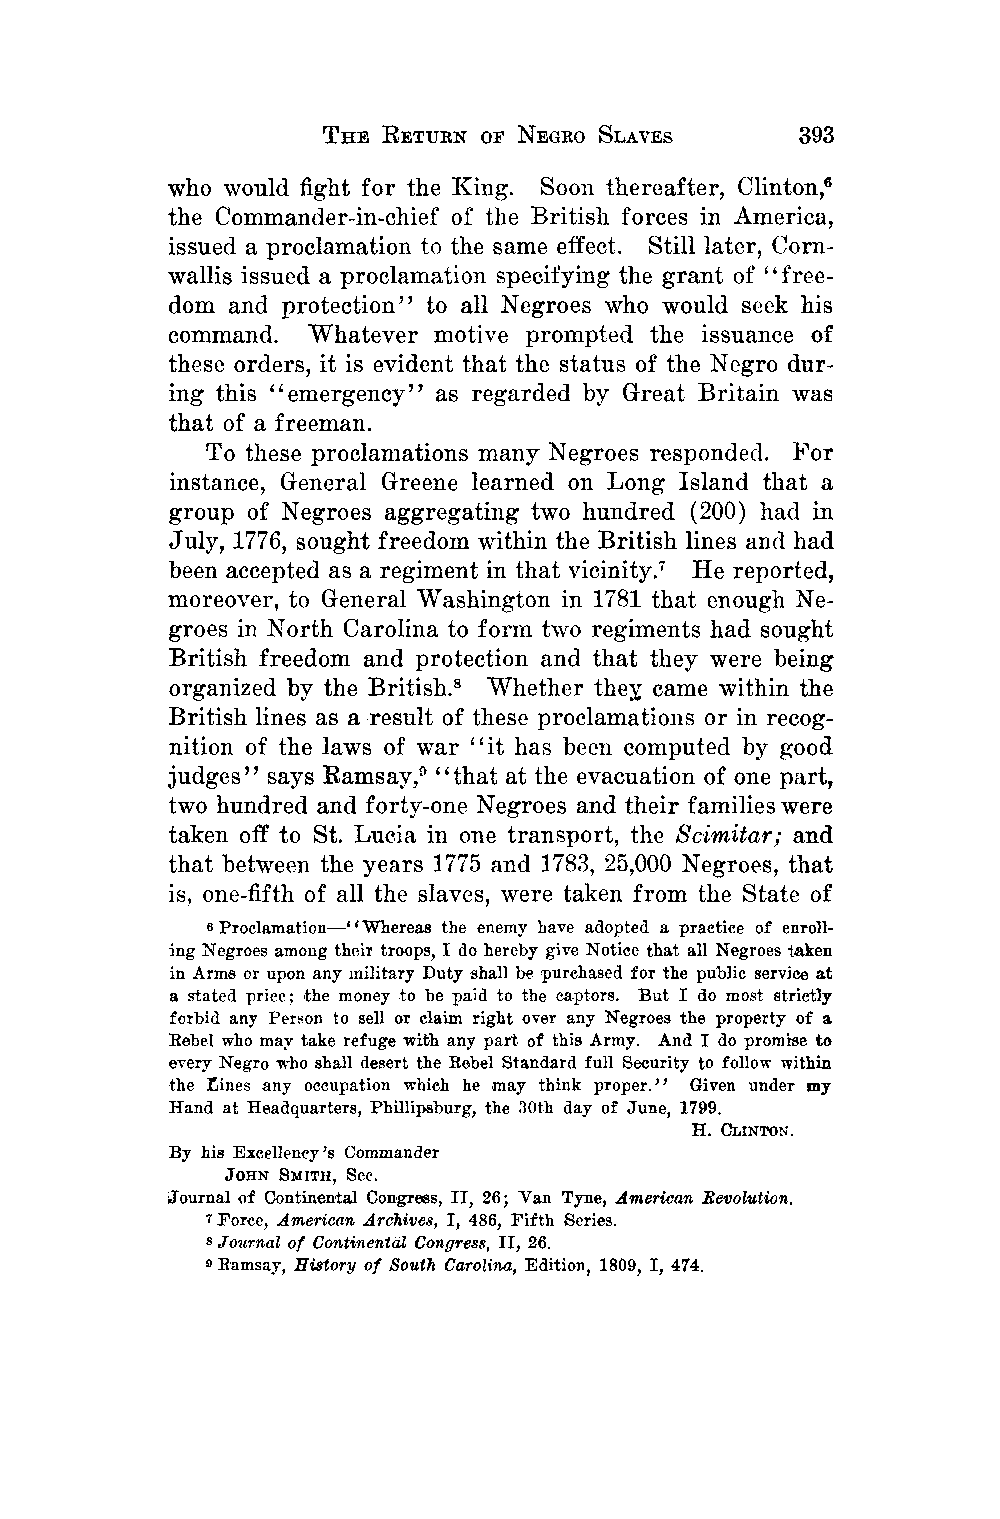 THE RETURN OF NEGRO SLAVES 393
who would fight for the King. Soon thereafter, Clinton,⁶
the Commander-in-chief of the British forces in America,
issued a proclamation to the same effect. Still later, Corn-
wallis issued a proclamation specifying the grant of "free-
dom and protection" to all Negroes who would seek his
command. Whatever motive prompted the issuance of
these orders, it is evident that the status of the Negro dur-
ing this "emergency" as regarded by Great Britain was
that of a freeman.
To these proclamations many Negroes responded. For
instance, General Greene learned on Long Island that a
group of Negroes aggregating two hundred (200) had in
July, 1776, sought freedom within the British lines and had
been accepted as a regiment in that vicinity.⁷ He reported,
moreover, to General Washington in 1781 that enough Ne-
groes in North Carolina to form two regiments had sought
British freedom and protection and that they were being
organized by the British.⁸ Whether they came within the
British lines as a result of these proclamations or in recog-
nition of the laws of war "it has been computed by good
judges" says Ramsay,⁹ "that at the evacuation of one part,
two hundred and forty-one Negroes and their families were
taken off to St. Lucia in one transport, the Scimitar; and
that between the years 1775 and 1783, 25,000 Negroes, that
is, one-fifth of all the slaves, were taken from the State of
⁶ Proclamation—"Whereas the enemy have adopted a practice of enroll-
ing Negroes among their troops, I do hereby give Notice that all Negroes taken
in Arms or upon any military Duty shall be purchased for the public service at
a stated price; the money to be paid to the captors. But I do most strictly
forbid any Person to sell or claim right over any Negroes the property of a
Rebel who may take refuge with any part of this Army. And I do promise to
every Negro who shall desert the Rebel Standard full Security to follow within
the Lines any occupation which he may think proper." Given under my
Hand at Headquarters, Phillipsburg, the 30th day of June, 1799.
H. CLINTON.
By his Excellency's Commander
JOHN SMITH, Sec.
Journal of Continental Congress, II, 26; Van Tyne, American Revolution.
⁷ Force, American Archives, I, 486, Fifth Series.
⁸ Journal of Continental Congress, II, 26.
⁹ Ramsay, History of South Carolina, Edition, 1809, I, 474.